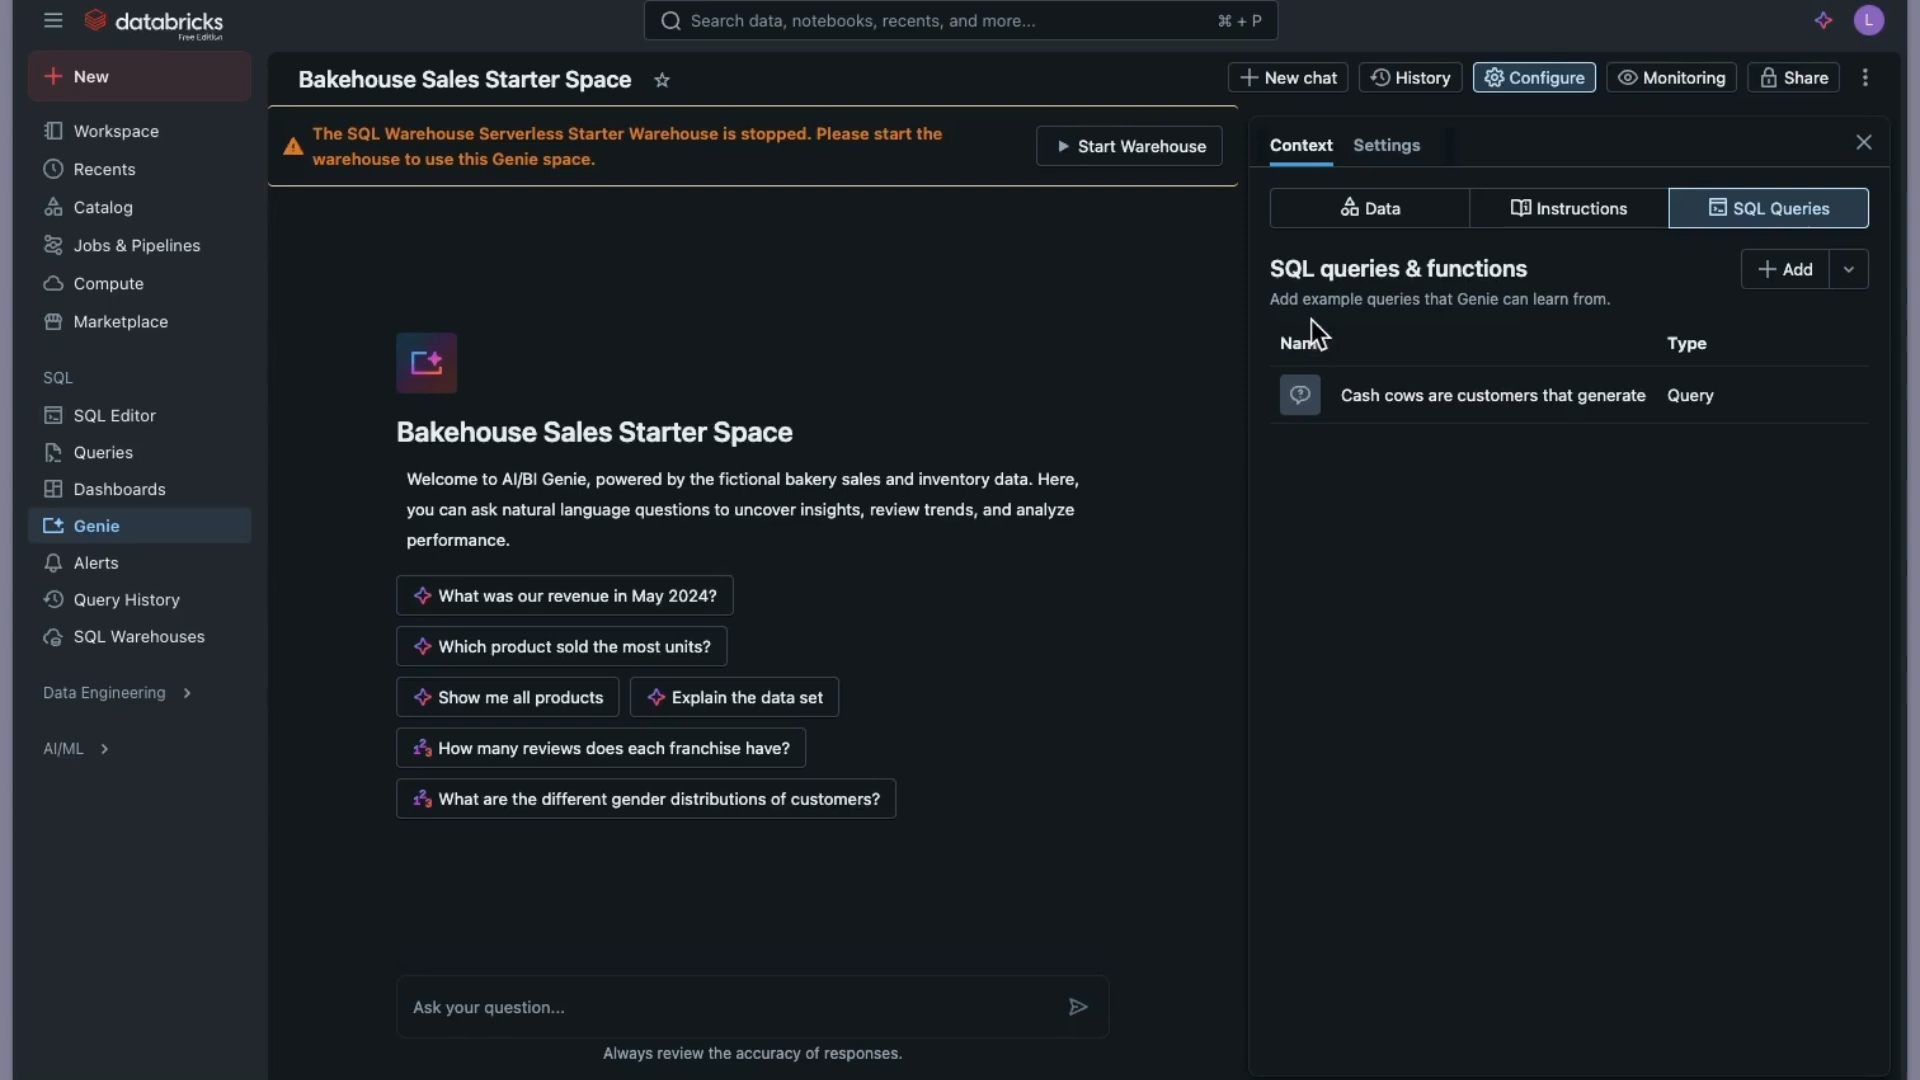 databricks
Free Edition
Search data, notebooks, recents, and more...
⌘ + P
L
New
Workspace
Recents
Catalog
Jobs & Pipelines
Compute
Marketplace
SQL
SQL Editor
Queries
Dashboards
Genie
Alerts
Query History
SQL Warehouses
Data Engineering
AI/ML
Bakehouse Sales Starter Space
New chat
History
Configure
Monitoring
Share
The SQL Warehouse Serverless Starter Warehouse is stopped. Please start the
warehouse to use this Genie space.
Start Warehouse
Bakehouse Sales Starter Space
Welcome to AI/BI Genie, powered by the fictional bakery sales and inventory data. Here,
you can ask natural language questions to uncover insights, review trends, and analyze
performance.
What was our revenue in May 2024?
Which product sold the most units?
Show me all products
Explain the data set
How many reviews does each franchise have?
What are the different gender distributions of customers?
Ask your question...
Always review the accuracy of responses.
Context
Settings
Data
Instructions
SQL Queries
SQL queries & functions
Add
Add example queries that Genie can learn from.
Type
Cash cows are customers that generate
Query